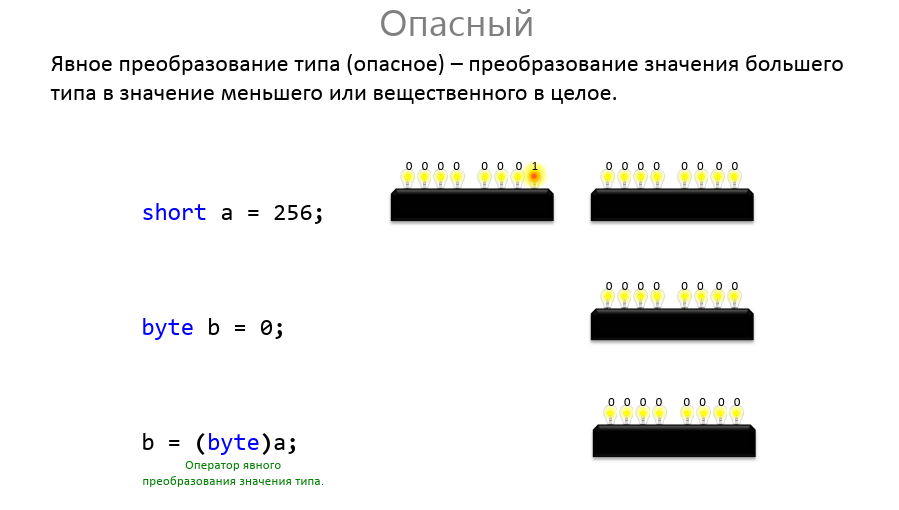 Опасный
Явное преобразование типа (опасное) – преобразование значения большего
типа в значение меньшего или вещественного в целое.
0 0 0 0 0 0 0 1 0 0 0 0 0 0 0 0
short a = 256;
0 0 0 0 0 0 0 0
byte b = 0;
0 0 0 0 0 0 0 0
b = (byte)a;
Оператор явного
преобразования значения типа.